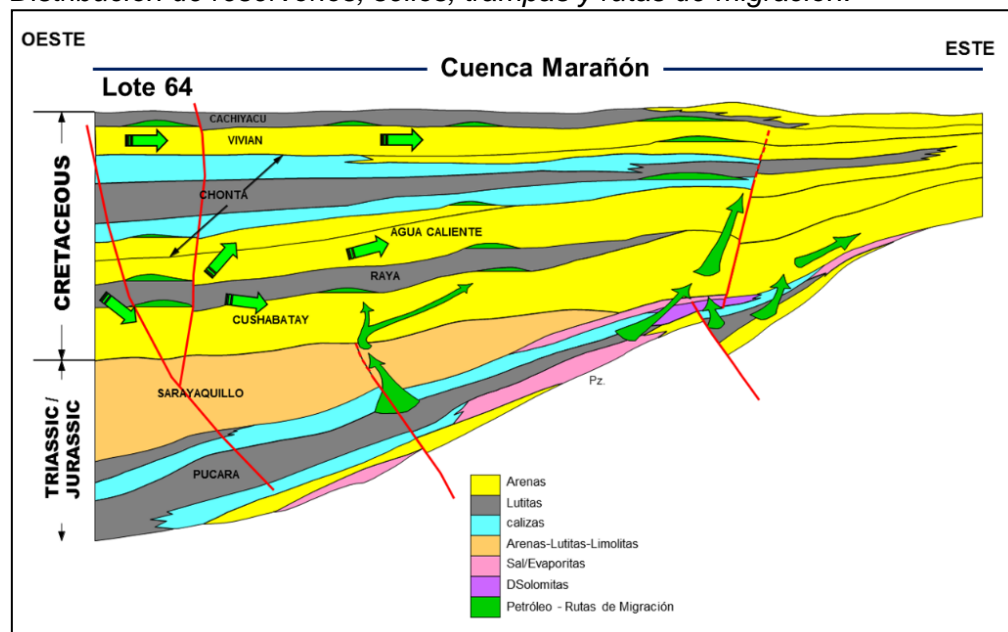 Distribución de reservorios, sellos, trampas y rutas de migración.
OESTE
ESTE
Cuenca Marañón
Lote 64
CACHIYACU
VIVIAN
CHONTA
AGUA CALIENTE
RAYA
CUSHABATAY
SARAYAQUILLO
PUCARA
Pz.
CRETACEOUS
TRIASSIC /
JURASSIC
Arenas
Lutitas
calizas
Arenas-Lutitas-Limolitas
Sal/Evaporitas
DSolomitas
Petróleo - Rutas de Migración